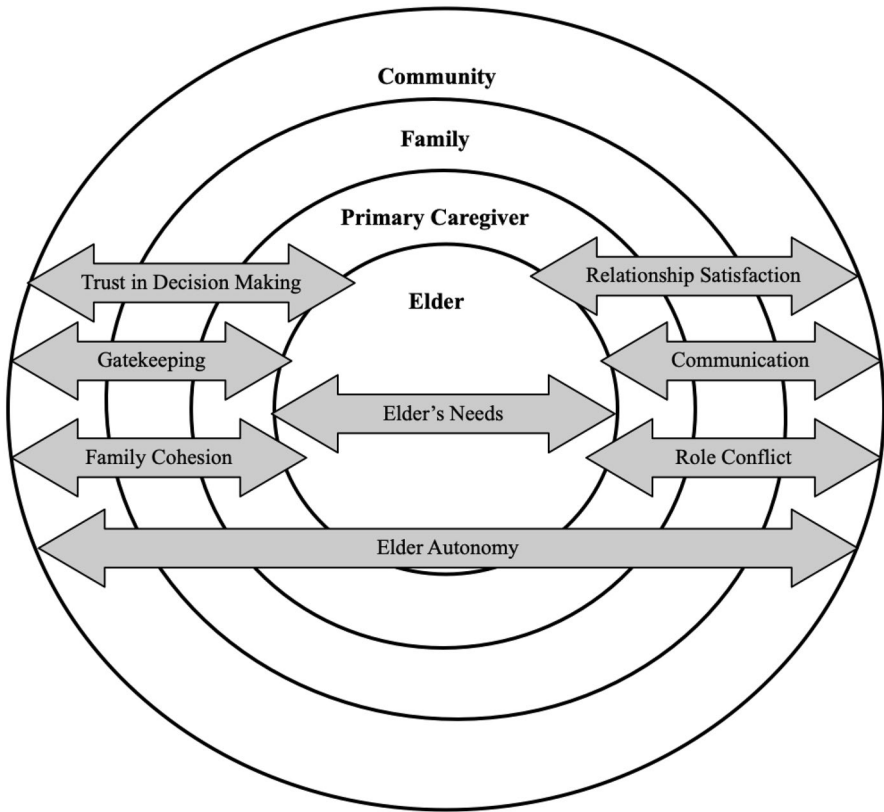 Community
Family
Primary Caregiver
Trust in Decision Making
Relationship Satisfaction
Elder
Gatekeeping
Communication
Elder's Needs
Family Cohesion
Role Conflict
Elder Autonomy